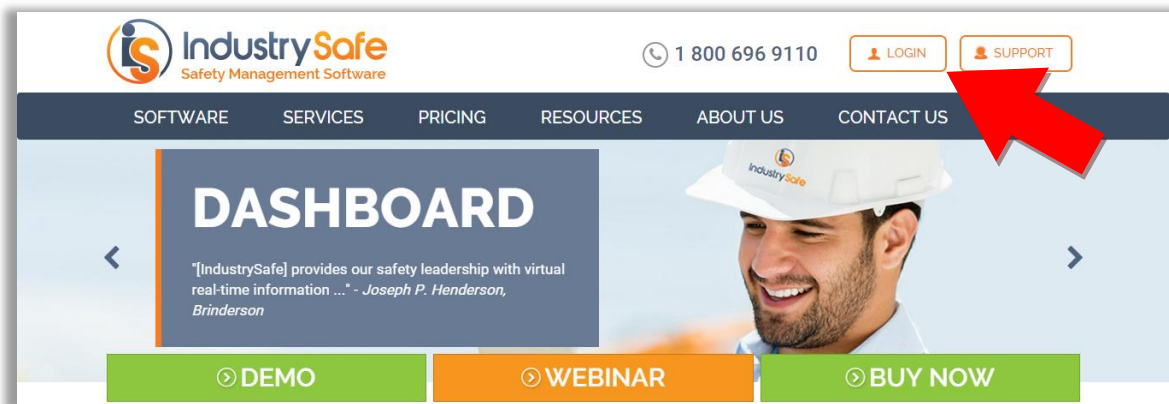 IndustrySafe
Safety Management Software
1 800 696 9110
LOGIN
SUPPORT
SOFTWARE SERVICES PRICING RESOURCES ABOUT US CONTACT US
IndustrySafe
DASHBOARD
"[IndustrySafe] provides our safety leadership with virtual
real-time information ..." - Joseph P. Henderson,
Brinderson
DEMO
WEBINAR
BUY NOW